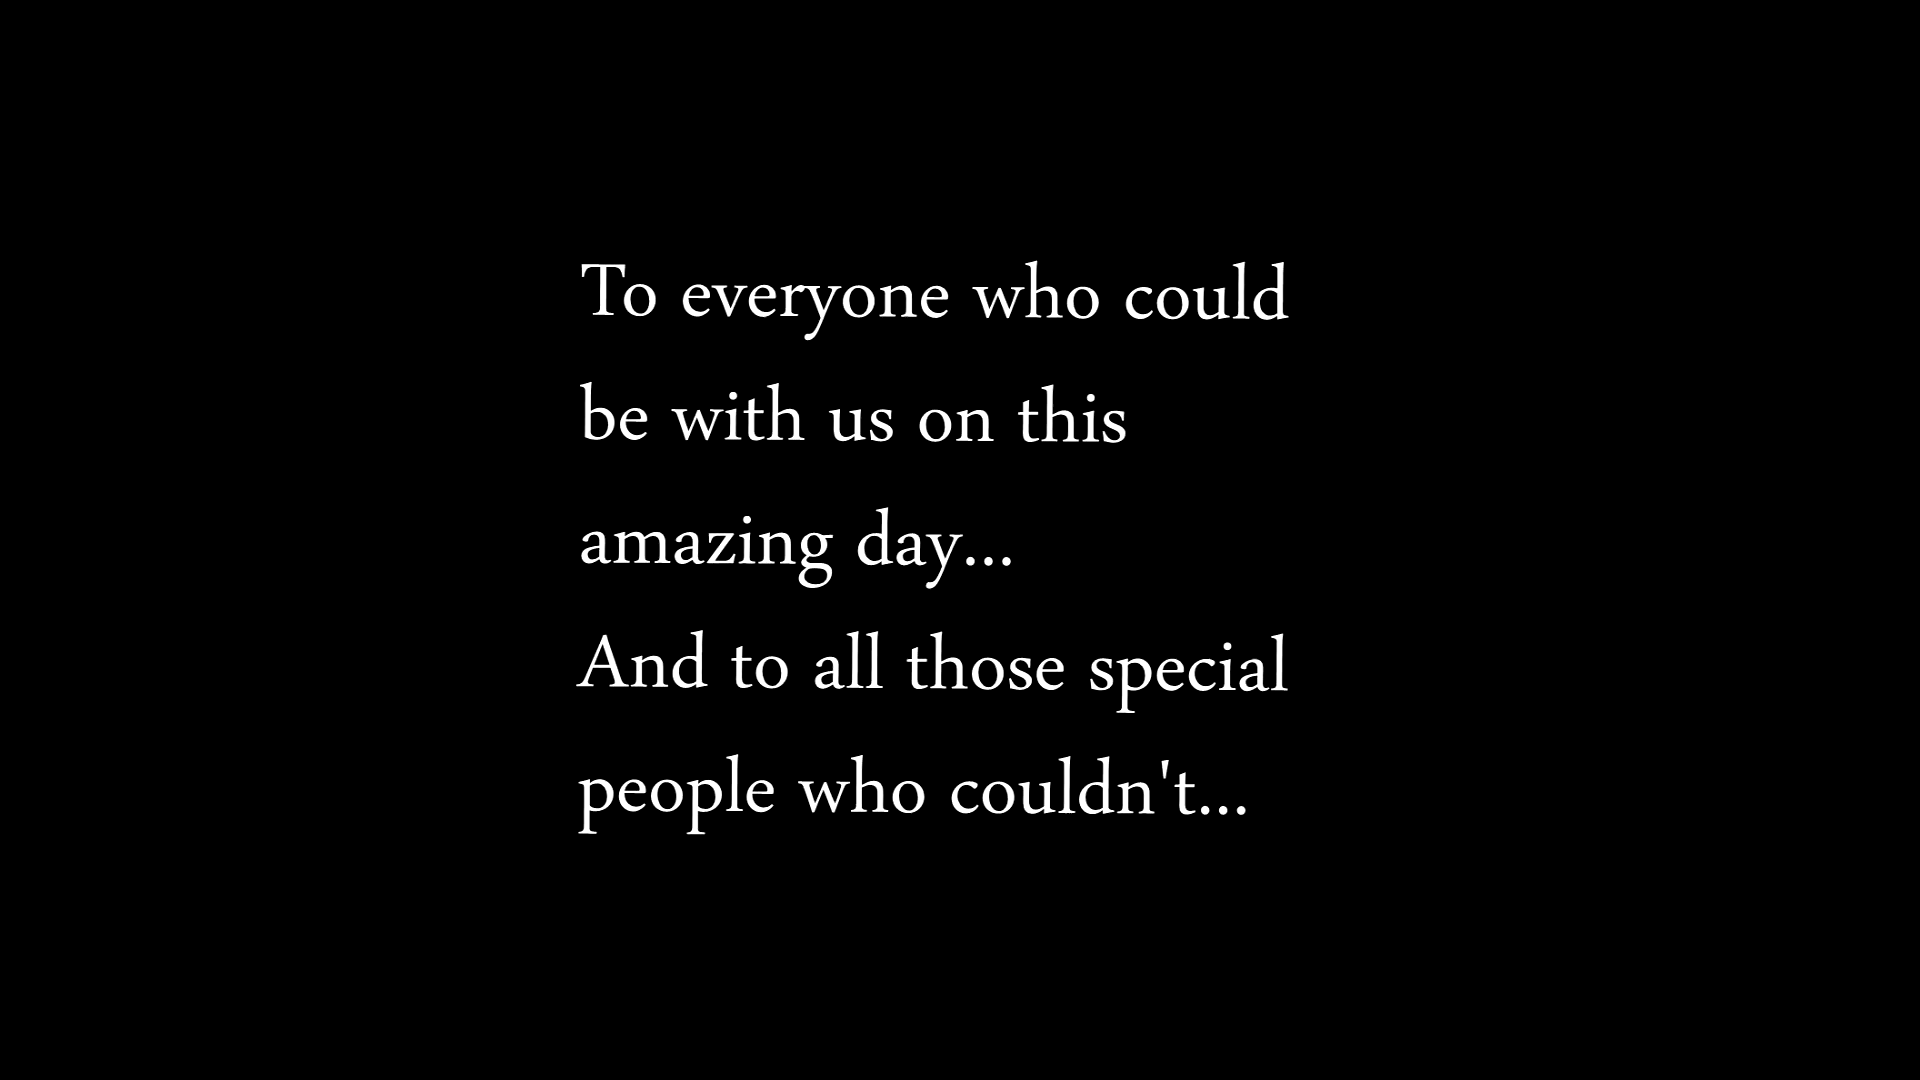 To everyone who could
be with us on this
amazing day...
And to all those special
people who couldn't...